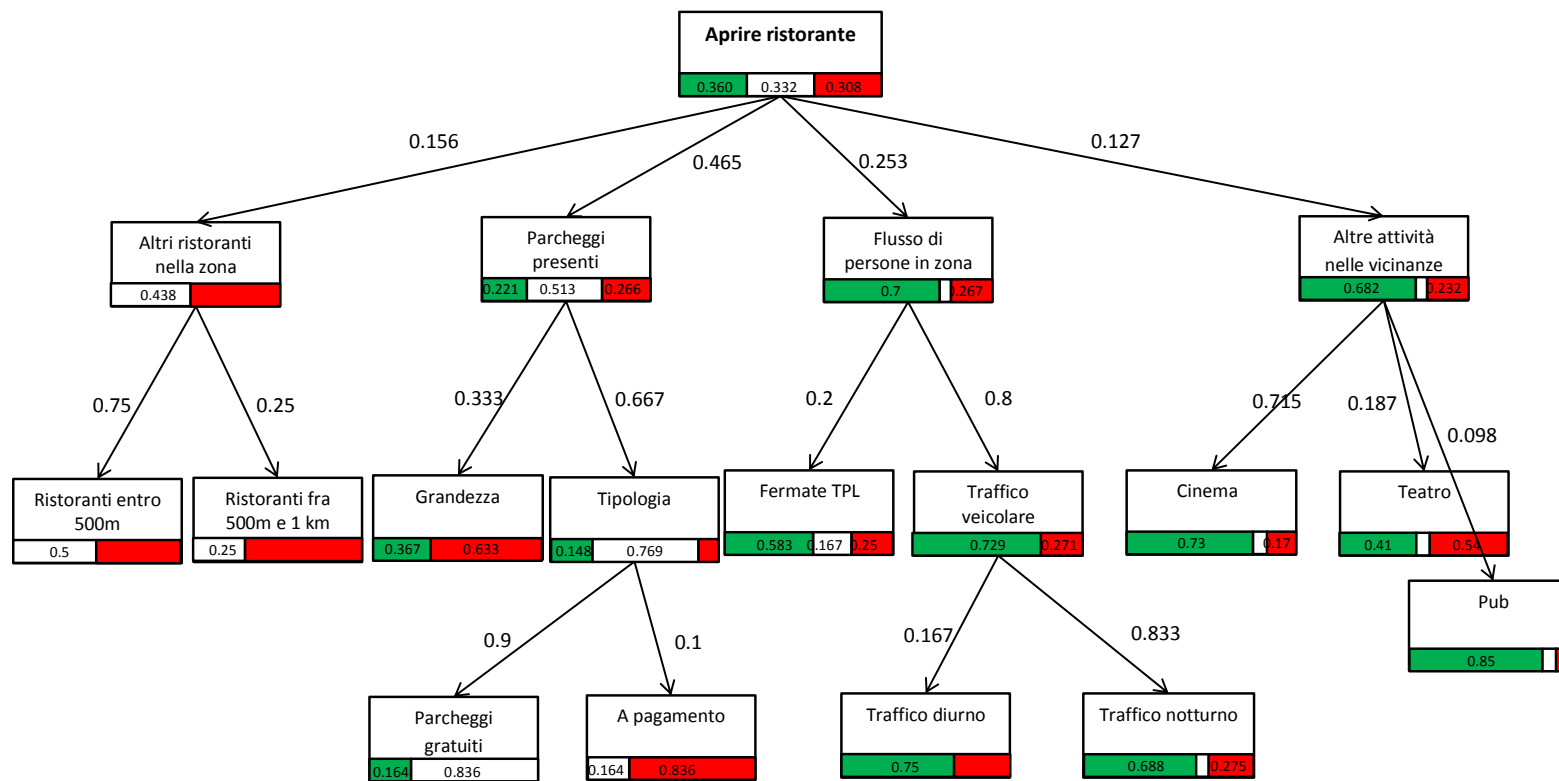 Aprire ristorante
0.360 0.332 0.308
0.156
0.465
0.253
0.127
Altri ristoranti
nella zona
0.438
Parcheggi
presenti
0.221 0.513 0.266
Flusso di
persone in zona
0.7 0.267
Altre attività
nelle vicinanze
0.682 0.232
0.75
0.25
0.333
0.667
0.2
0.8
0.715
0.187
0.098
Ristoranti entro
500m
0.5
Ristoranti fra
500m e 1 km
0.25
Grandezza
0.367 0.633
Tipologia
0.148 0.769
Fermate TPL
0.583 0.167 0.25
Traffico
veicolare
0.729 0.271
Cinema
0.73 0.17
Teatro
0.41 0.54
Pub
0.85
0.9
0.1
0.167
0.833
Parcheggi
gratuiti
0.164 0.836
A pagamento
0.164 0.836
Traffico diurno
0.75
Traffico notturno
0.688 0.275